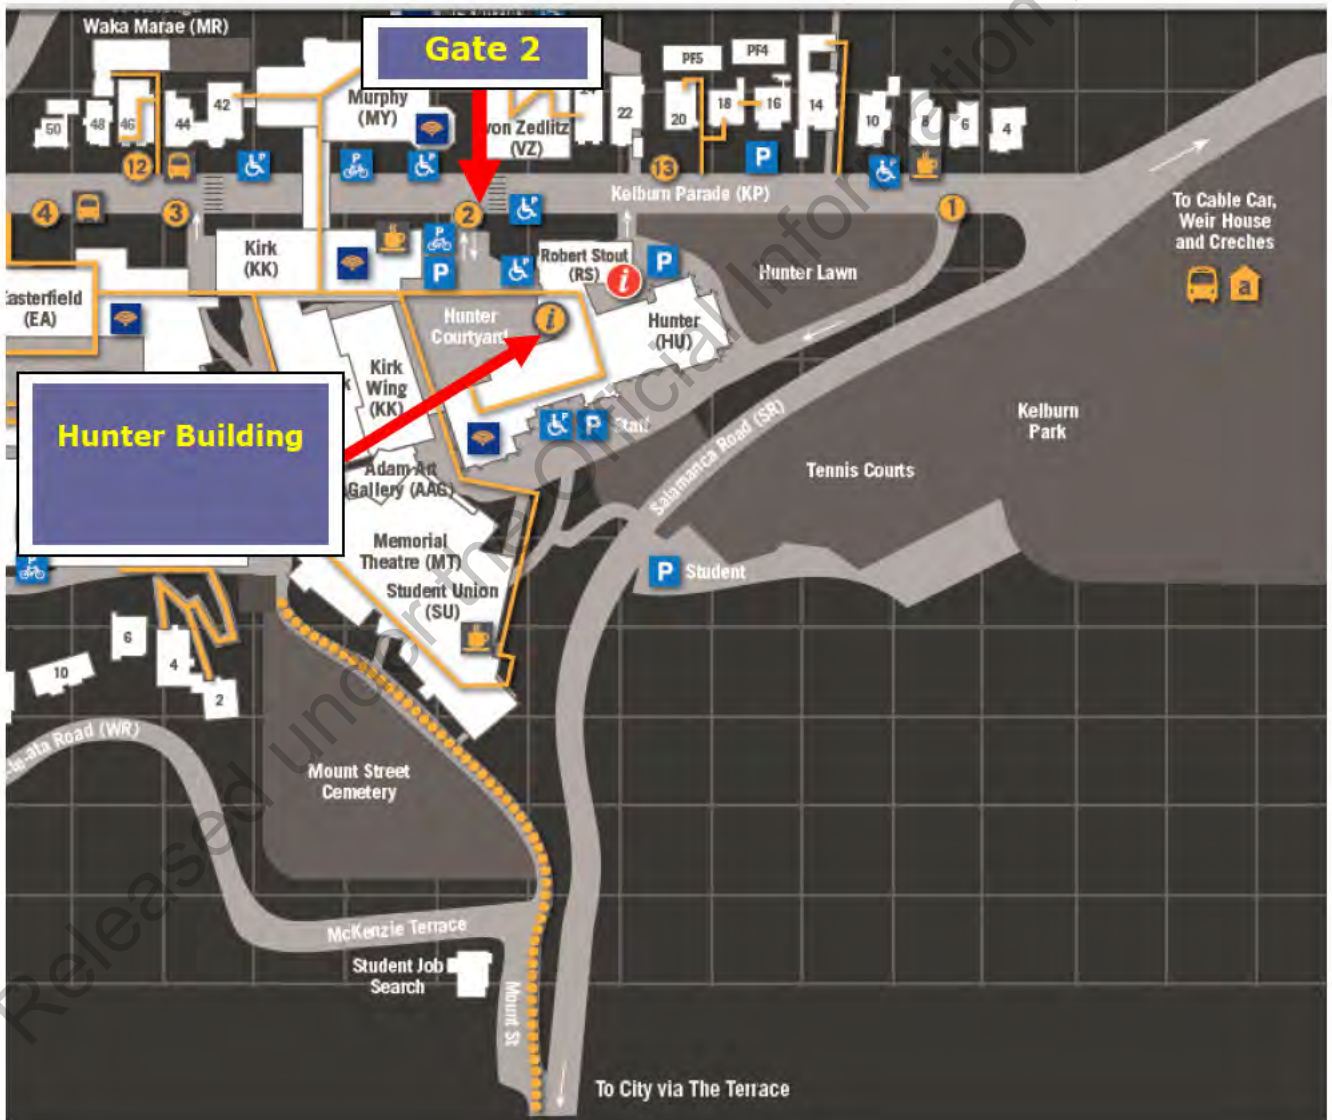 Waka Marae (MR)
Gate 2
PF5
PF4
50
48
46
44
42
Murphy
(MY)
von Zedlitz
(VZ)
22
20
18
16
14
10
8
6
4
12
13
4
3
2
1
Kelburn Parade (KP)
To Cable Car,
Weir House
and Creches
a
Kirk
(KK)
Robert Stout
(RS)
Hunter Lawn
Easterfield
(EA)
Hunter
Courtyard
Hunter
(HU)
Kirk
Wing
(KK)
P
P
P
P
Staff
Hunter Building
Salamanca Road (SR)
Kelburn
Park
Tennis Courts
Adam Art
Gallery (AAG)
Memorial
Theatre (MT)
Student Union
(SU)
P Student
6
10
4
2
Road (WR)
Mount Street
Cemetery
McKenzie Terrace
Student Job
Search
Mount St
To City via The Terrace
Released under the Official Information